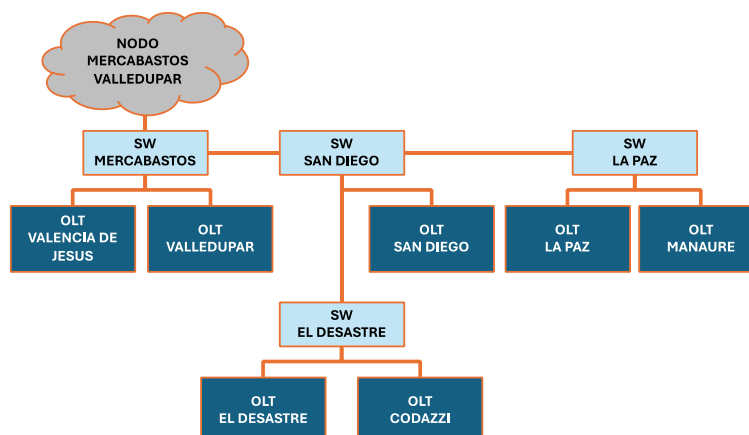 NODO
MERCABASTOS
VALLEDUPAR
SW
MERCABASTOS
SW
SAN DIEGO
SW
LA PAZ
OLT
VALENCIA DE
JESUS
OLT
VALLEDUPAR
OLT
SAN DIEGO
OLT
LA PAZ
OLT
MANAURE
SW
EL DESASTRE
OLT
EL DESASTRE
OLT
CODAZZI